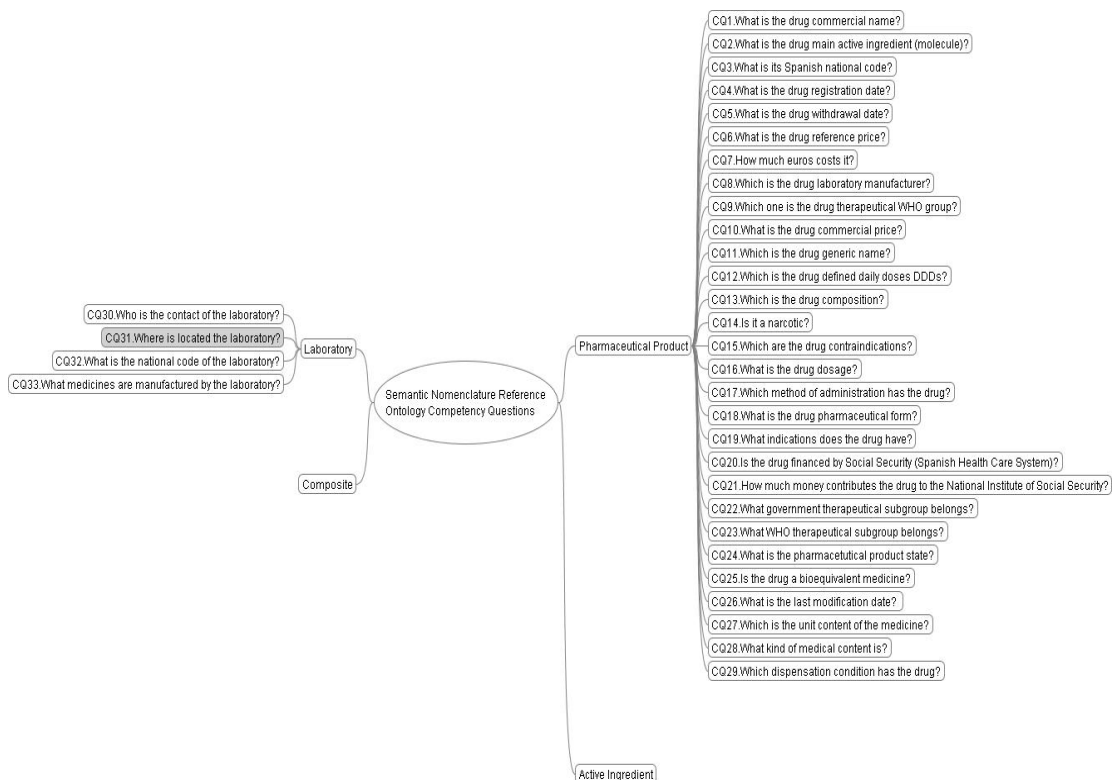 CQ1.What is the drug commercial name?
CQ2.What is the drug main active ingredient (molecule)?
CQ3.What is its Spanish national code?
CQ4.What is the drug registration date?
CQ5.What is the drug withdrawal date?
CQ6.What is the drug reference price?
CQ7.How much euros costs it?
CQ8.Which is the drug laboratory manufacturer?
CQ9.Which one is the drug therapeutical WHO group?
CQ10.What is the drug commercial price?
CQ11.Which is the drug generic name?
CQ12.Which is the drug defined daily doses DDDs?
CQ13.Which is the drug composition?
CQ14.Is it a narcotic?
CQ15.Which are the drug contraindications?
CQ16.What is the drug dosage?
CQ17.Which method of administration has the drug?
CQ18.What is the drug pharmaceutical form?
CQ19.What indications does the drug have?
CQ20.Is the drug financed by Social Security (Spanish Health Care System)?
CQ21.How much money contributes the drug to the National Institute of Social Security?
CQ22.What government therapeutical subgroup belongs?
CQ23.What WHO therapeutical subgroup belongs?
CQ24.What is the pharmacetutical product state?
CQ25.Is the drug a bioequivalent medicine?
CQ26.What is the last modification date?
CQ27.Which is the unit content of the medicine?
CQ28.What kind of medical content is?
CQ29.Which dispensation condition has the drug?
Pharmaceutical Product
CQ30.Who is the contact of the laboratory?
CQ31.Where is located the laboratory?
CQ32.What is the national code of the laboratory?
CQ33.What medicines are manufactured by the laboratory?
Laboratory
Semantic Nomenclature Reference
Ontology Competency Questions
Composite
Active Ingredient